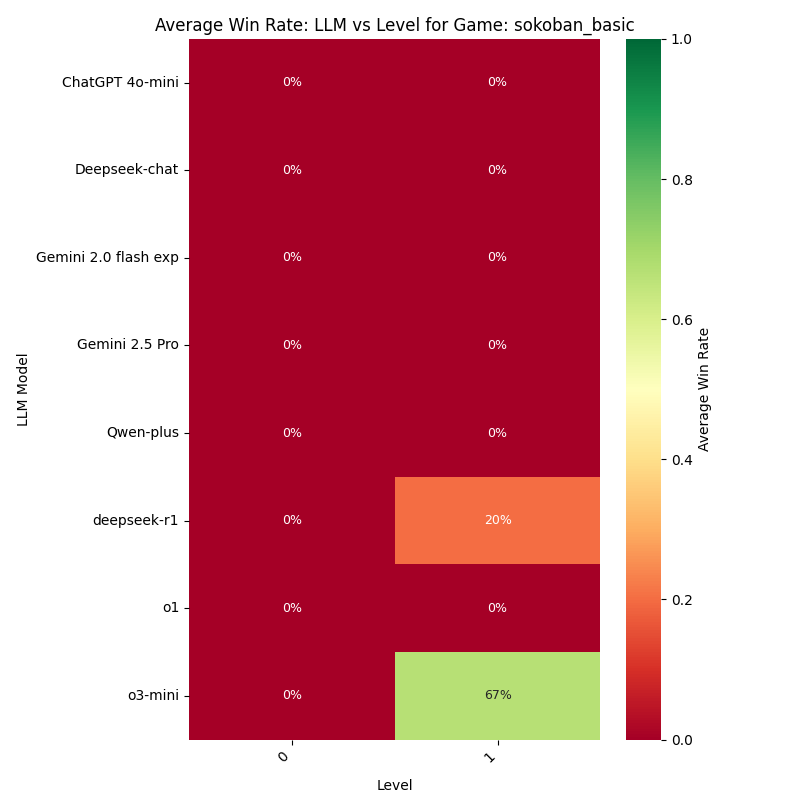 Average Win Rate: LLM vs Level for Game: sokoban_basic
LLM Model
ChatGPT 4o-mini 0% 0%
Deepseek-chat 0% 0%
Gemini 2.0 flash exp 0% 0%
Gemini 2.5 Pro 0% 0%
Qwen-plus 0% 0%
deepseek-r1 0% 20%
o1 0% 0%
o3-mini 0% 67%
0 1
Level
1.0
0.8
0.6
0.4
0.2
0.0
Average Win Rate